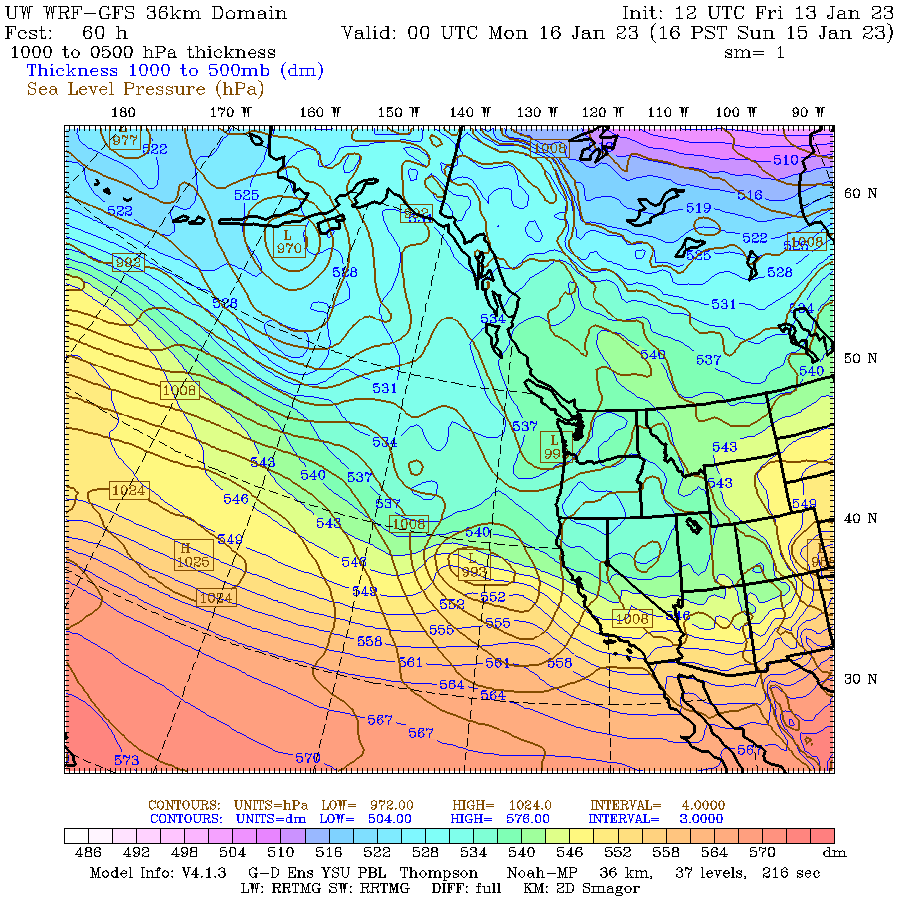 UW WRF-GFS 36km Domain Init: 12 UTC Fri 13 Jan 23
Fcst: 60 h Valid: 00 UTC Mon 16 Jan 23 (16 PST Sun 15 Jan 23)
1000 to 0500 hPa thickness sm= 1
Thickness 1000 to 500mb (dm)
Sea Level Pressure (hPa)
180 170 W 160 W 150 W 140 W 130 W 120 W 110 W 100 W 90 W
977 522 1008 510
60 N
525 516
522 519
L 522 1008
970 525
992 528 528
528 531
534 534
50 N
540 537
540
1008 531
537
534 L 543
543 540 537 543
1024 546 537 549
543 1008 40 N
549 540
H 546 L
1025 993
1024 549 552 552
555 1008 546
558
561 561 558
564 564 30 N
567 567
573 570 567
CONTOURS: UNITS=hPa LOW= 972.00 HIGH= 1024.0 INTERVAL= 4.0000
CONTOURS: UNITS=dm LOW= 504.00 HIGH= 576.00 INTERVAL= 3.0000
486 492 498 504 510 516 522 528 534 540 546 552 558 564 570 dm
Model Info: V4.1.3 G-D Ens YSU PBL Thompson Noah-MP 36 km, 37 levels, 216 sec
LW: RRTMG SW: RRTMG DIFF: full KM: 2D Smagor